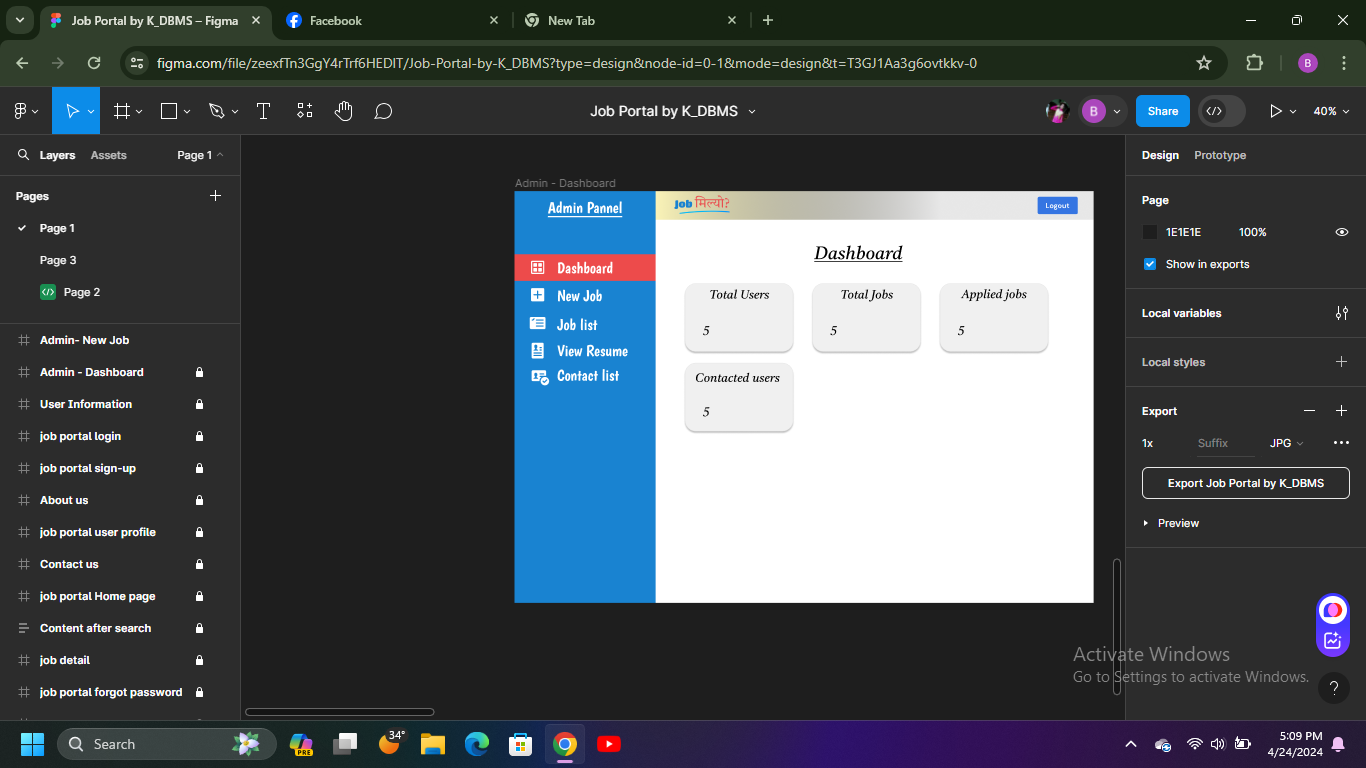 Job Portal by K_DBMS – Figma
Facebook
New Tab
figma.com/file/zeexfTn3GgY4rTrf6HEDIT/Job-Portal-by-K_DBMS?type=design&node-id=0-1&mode=design&t=T3GJ1Aa3g6ovtkkv-0
B
Job Portal by K_DBMS
B
Share
40%
Layers
Assets
Page 1
Pages
Page 1
Page 3
Page 2
Admin- New Job
Admin - Dashboard
User Information
job portal login
job portal sign-up
About us
job portal user profile
Contact us
job portal Home page
Content after search
job detail
job portal forgot password
Admin - Dashboard
Admin Pannel
Dashboard
New Job
Job list
View Resume
Contact list
Job मिल्यो?
Logout
Dashboard
Total Users
5
Total Jobs
5
Applied jobs
5
Contacted users
5
Design
Prototype
Page
1E1E1E
100%
Show in exports
Local variables
Local styles
Export
1x
Suffix
JPG
Export Job Portal by K_DBMS
Preview
Activate Windows
Go to Settings to activate Windows.
?
Search
PRE
34°
5:09 PM
4/24/2024